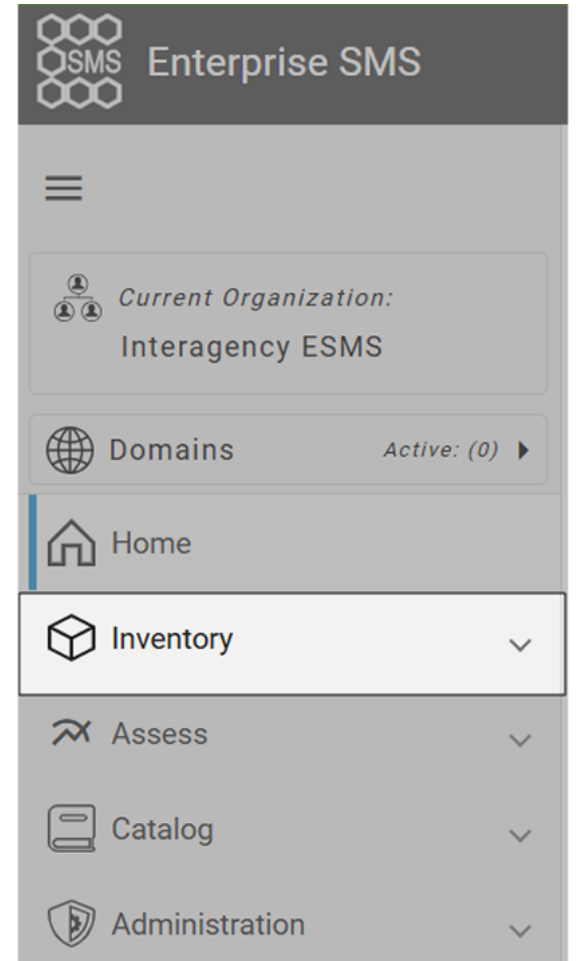 SMS Enterprise SMS
Current Organization:
Interagency ESMS
Domains Active: (0)
Home
Inventory
Assess
Catalog
Administration